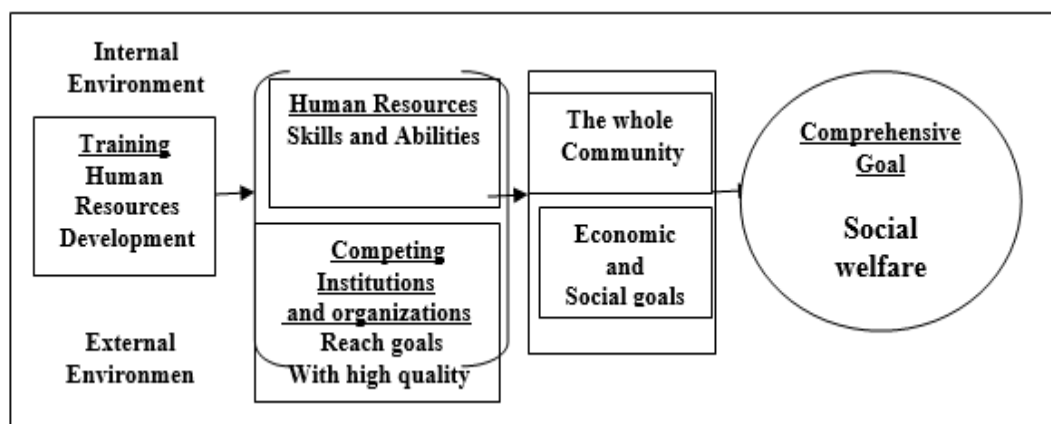 Internal
Environment
Training
Human
Resources
Development
External
Environmen
Human Resources
Skills and Abilities
Competing
Institutions
and organizations
Reach goals
With high quality
The whole
Community
Economic
and
Social goals
Comprehensive
Goal
Social
welfare